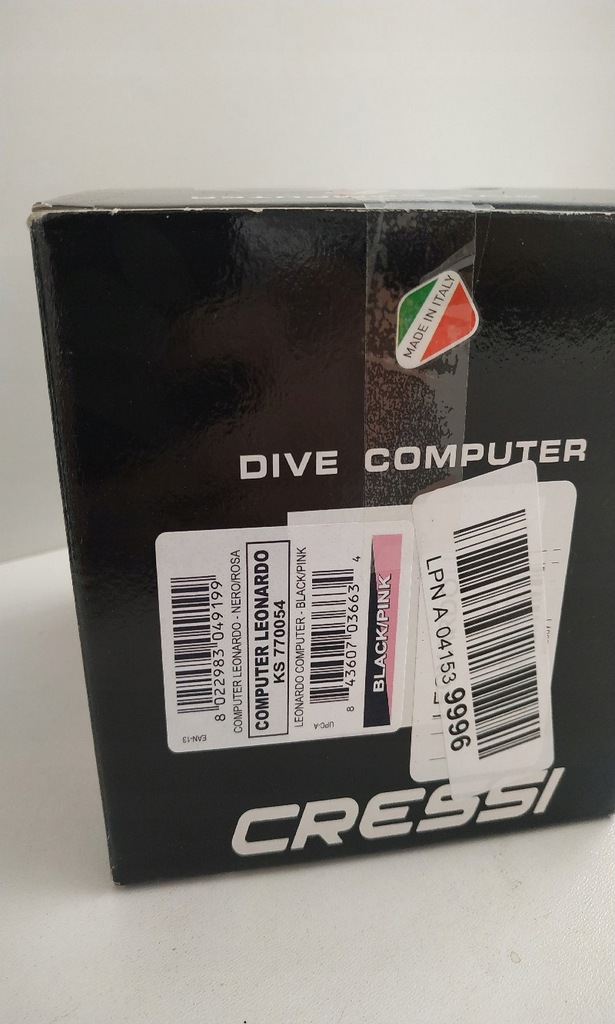 MADE IN ITALY
DIVE COMPUTER
EAN-13
8 022983 049199
COMPUTER LEONARDO - NERO/ROSA
COMPUTER LEONARDO
KS 770054
LEONARDO COMPUTER - BLACK/PINK
UPC-A
8 43607 03663 4
BLACK/PINK
LPN A 04153 9996
CRESSI